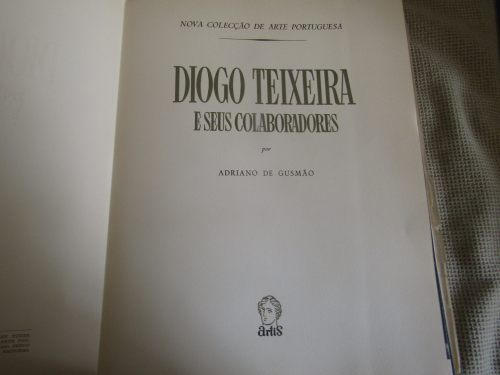 NOVA COLECÇÃO DE ARTE PORTUGUESA
DIOGO TEIXEIRA
E SEUS COLABORADORES
por
ADRIANO DE GUSMÃO
artis